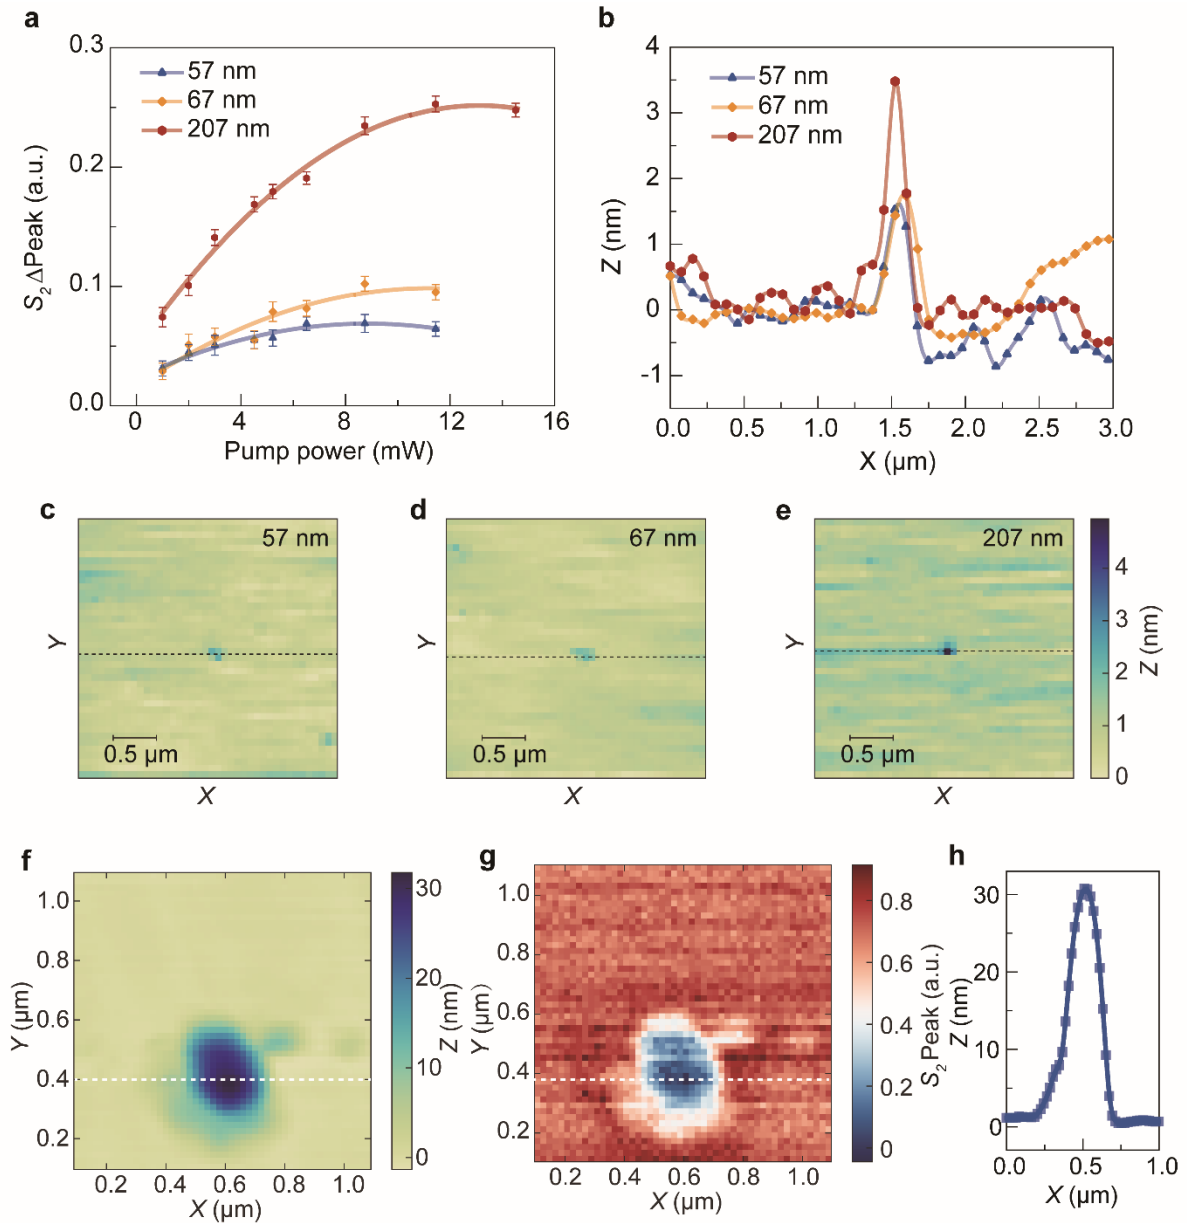 a
0.3
0.2
0.1
0.0
S₂ ΔPeak (a.u.)
57 nm
67 nm
207 nm
0 4 8 12 16
Pump power (mW)
b
4
3
2
1
0
-1
Z (nm)
57 nm
67 nm
207 nm
0.0 0.5 1.0 1.5 2.0 2.5 3.0
X (µm)
c
57 nm
Y
0.5 µm
X
d
67 nm
Y
0.5 µm
X
e
207 nm
Y
0.5 µm
X
4
3
2
1
0
Z (nm)
f
1.0
0.8
0.6
0.4
0.2
Y (µm)
0.2 0.4 0.6 0.8 1.0
X (µm)
30
20
10
0
Z (nm)
g
1.0
0.8
0.6
0.4
0.2
Y (µm)
0.2 0.4 0.6 0.8 1.0
X (µm)
0.8
0.6
0.4
0.2
0
S₂ Peak (a.u.)
h
30
20
10
0
Z (nm)
0.0 0.5 1.0
X (µm)